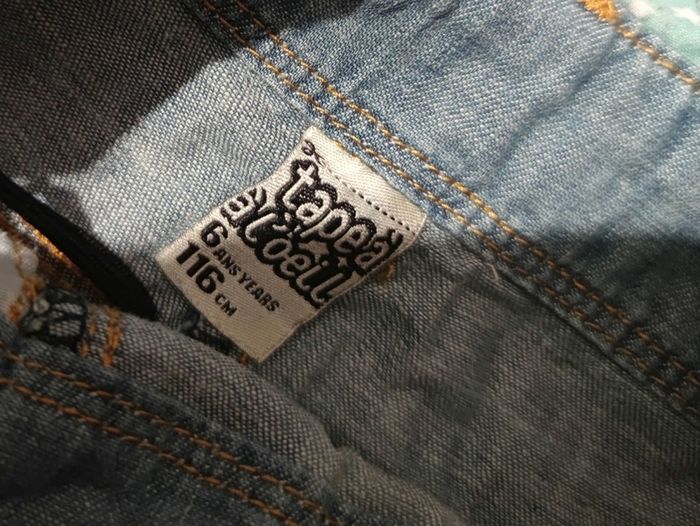 tape à
l'oeil
6 ANS YEARS
116 CM